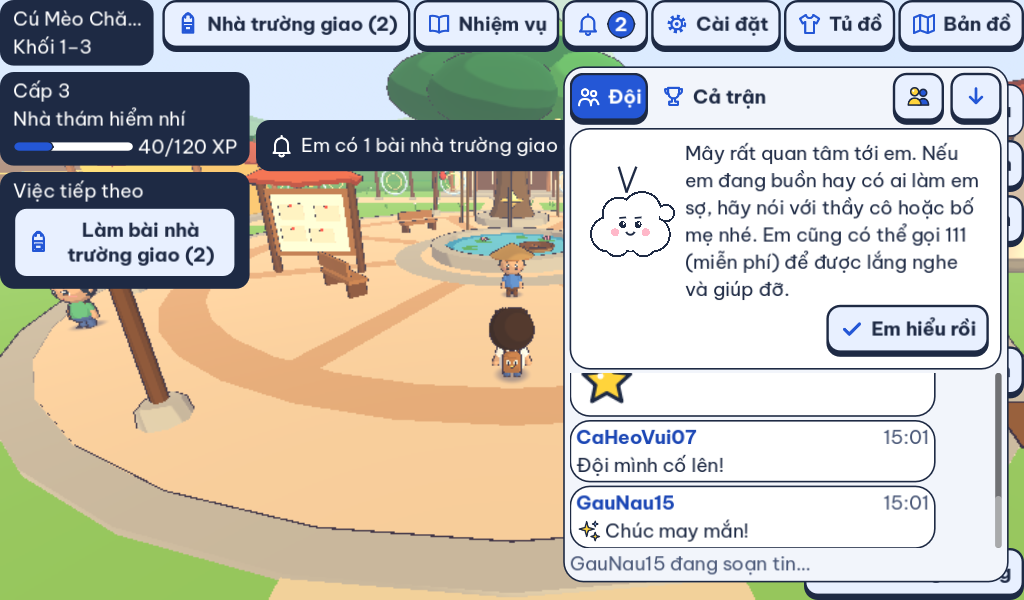 Cú Mèo Chă...
Khối 1–3
Nhà trường giao (2)
Nhiệm vụ
2
Cài đặt
Tủ đồ
Bản đồ
Cấp 3
Nhà thám hiểm nhí
40/120 XP
Em có 1 bài nhà trường giao
Việc tiếp theo
Làm bài nhà
trường giao (2)
Đội
Cả trận
Mây rất quan tâm tới em. Nếu
em đang buồn hay có ai làm em
sợ, hãy nói với thầy cô hoặc bố
mẹ nhé. Em cũng có thể gọi 111
(miễn phí) để được lắng nghe
và giúp đỡ.
Em hiểu rồi
CaHeoVui07 15:01
Đội mình cố lên!
GauNau15 15:01
✨ Chúc may mắn!
GauNau15 đang soạn tin...